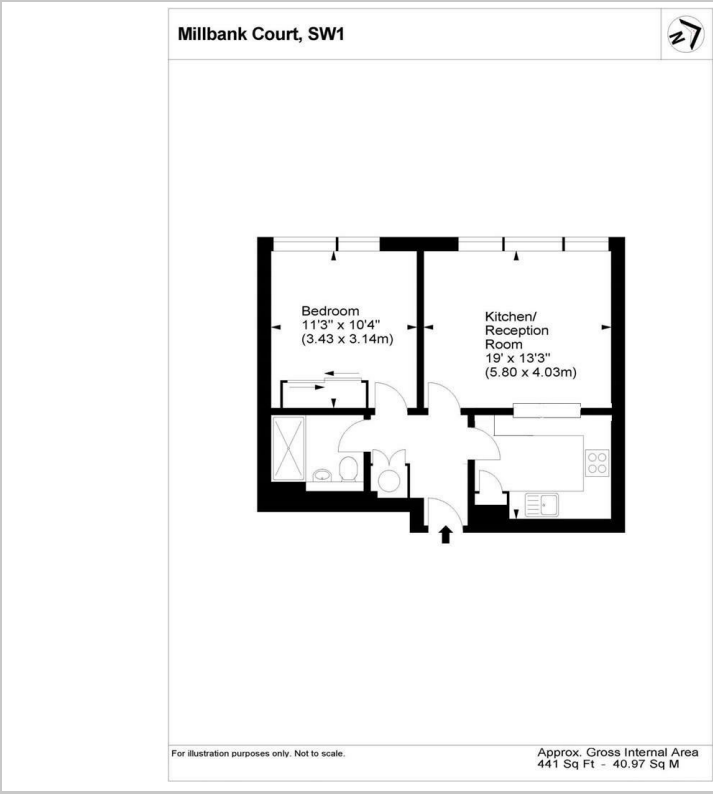 Millbank Court, SW1
N
Bedroom
11'3" x 10'4"
(3.43 x 3.14m)
Kitchen/
Reception
Room
19' x 13'3"
(5.80 x 4.03m)
For illustration purposes only. Not to scale.
Approx. Gross Internal Area
441 Sq Ft - 40.97 Sq M